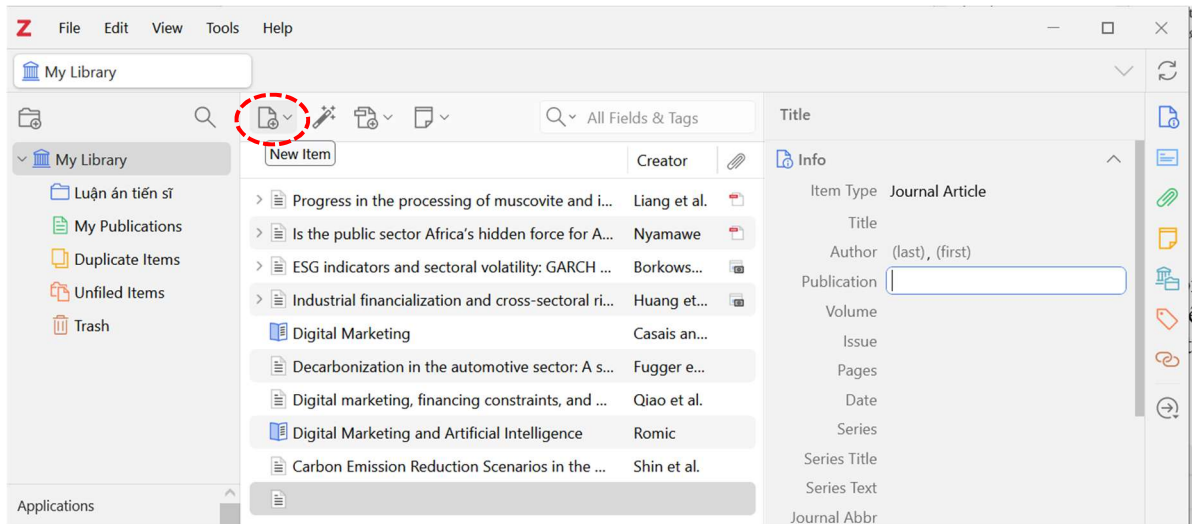 Z File Edit View Tools Help
My Library
All Fields & Tags
New Item
My Library
Luận án tiến sĩ
My Publications
Duplicate Items
Unfiled Items
Trash
Applications
Creator
Progress in the processing of muscovite and i... Liang et al.
Is the public sector Africa's hidden force for A... Nyamawe
ESG indicators and sectoral volatility: GARCH ... Borkows...
Industrial financialization and cross-sectoral ri... Huang et...
Digital Marketing Casais an...
Decarbonization in the automotive sector: A s... Fugger e...
Digital marketing, financing constraints, and ... Qiao et al.
Digital Marketing and Artificial Intelligence Romic
Carbon Emission Reduction Scenarios in the ... Shin et al.
Title
Info
Item Type Journal Article
Title
Author (last), (first)
Publication
Volume
Issue
Pages
Date
Series
Series Title
Series Text
Journal Abbr